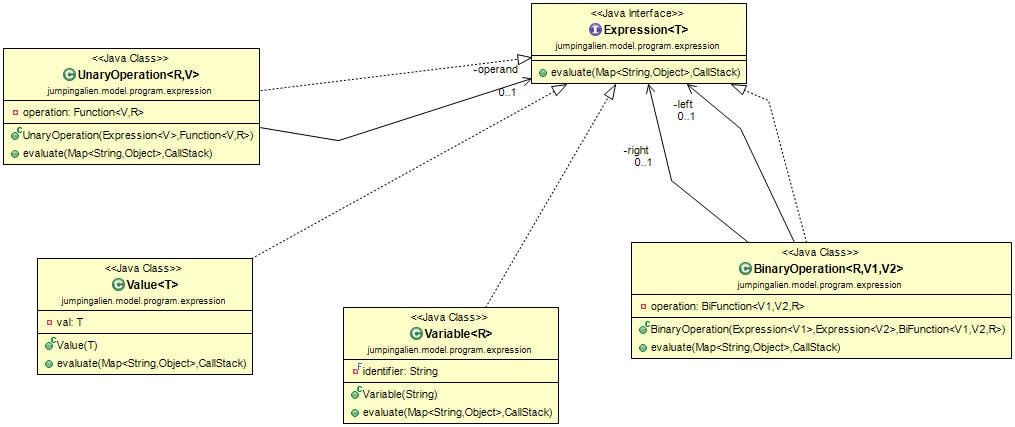 <<Java Interface>>
Expression<T>
jumpingalien.model.program.expression
evaluate(Map<String,Object>,CallStack)
<<Java Class>>
UnaryOperation<R,V>
jumpingalien.model.program.expression
operation: Function<V,R>
UnaryOperation(Expression<V>,Function<V,R>)
evaluate(Map<String,Object>,CallStack)
-operand
0..1
-left
0..1
-right
0..1
<<Java Class>>
Value<T>
jumpingalien.model.program.expression
val: T
Value(T)
evaluate(Map<String,Object>,CallStack)
<<Java Class>>
Variable<R>
jumpingalien.model.program.expression
identifier: String
Variable(String)
evaluate(Map<String,Object>,CallStack)
<<Java Class>>
BinaryOperation<R,V1,V2>
jumpingalien.model.program.expression
operation: BiFunction<V1,V2,R>
BinaryOperation(Expression<V1>,Expression<V2>,BiFunction<V1,V2,R>)
evaluate(Map<String,Object>,CallStack)